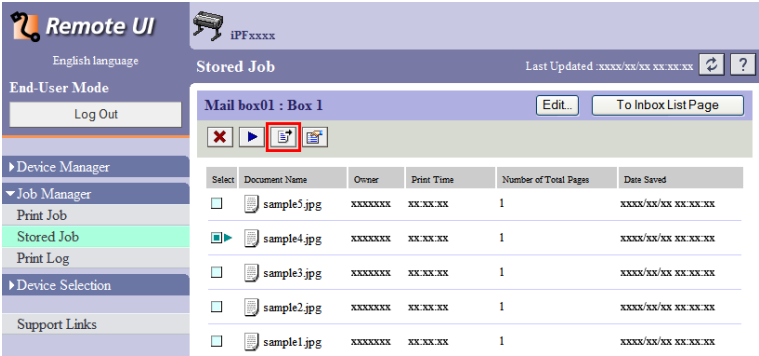 Remote UI
iPFxxxx
English language
Stored Job
Last Updated :xxxx/xx/xx xx:xx:xx
?
End-User Mode
Log Out
Mail box01 : Box 1
Edit...
To Inbox List Page
Device Manager
Job Manager
Print Job
Stored Job
Print Log
Device Selection
Support Links
Select Document Name Owner Print Time Number of Total Pages Date Saved
sample5.jpg xxxxxxx xx:xx:xx 1 xxxx/xx/xx xx:xx:xx
sample4.jpg xxxxxxx xx:xx:xx 1 xxxx/xx/xx xx:xx:xx
sample3.jpg xxxxxxx xx:xx:xx 1 xxxx/xx/xx xx:xx:xx
sample2.jpg xxxxxxx xx:xx:xx 1 xxxx/xx/xx xx:xx:xx
sample1.jpg xxxxxxx xx:xx:xx 1 xxxx/xx/xx xx:xx:xx